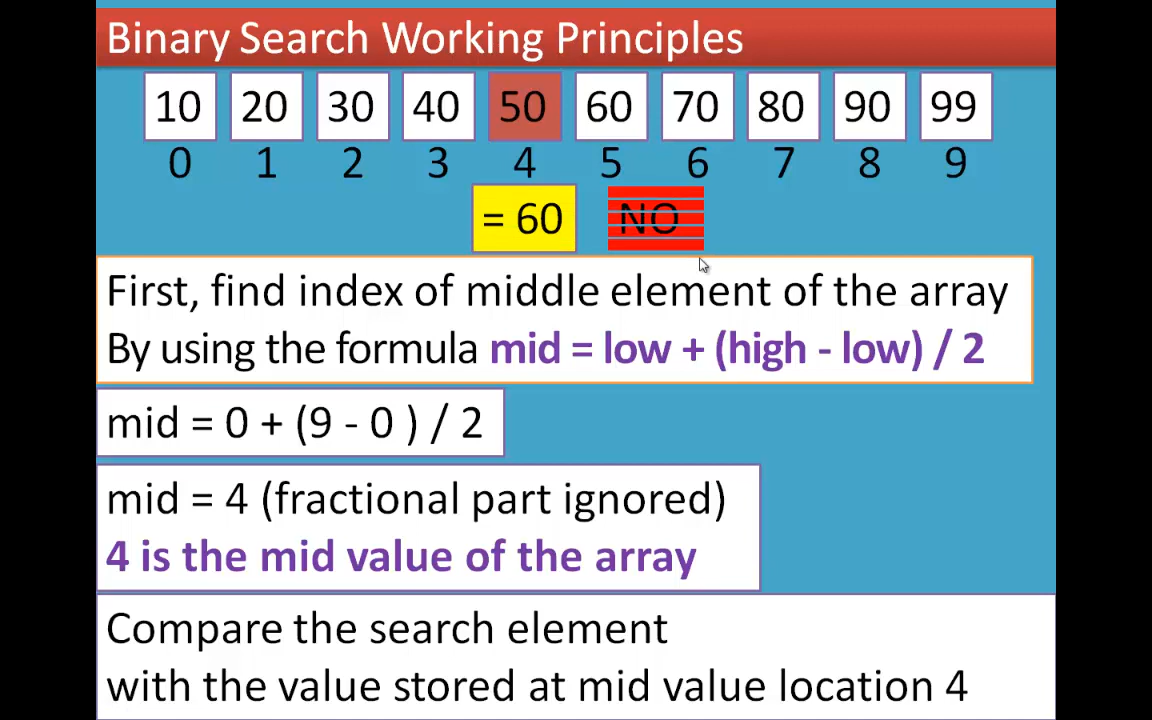 Binary Search Working Principles
10 20 30 40 50 60 70 80 90 99
0 1 2 3 4 5 6 7 8 9
= 60 NO
First, find index of middle element of the array
By using the formula mid = low + (high - low) / 2
mid = 0 + (9 - 0 ) / 2
mid = 4 (fractional part ignored)
4 is the mid value of the array
Compare the search element
with the value stored at mid value location 4